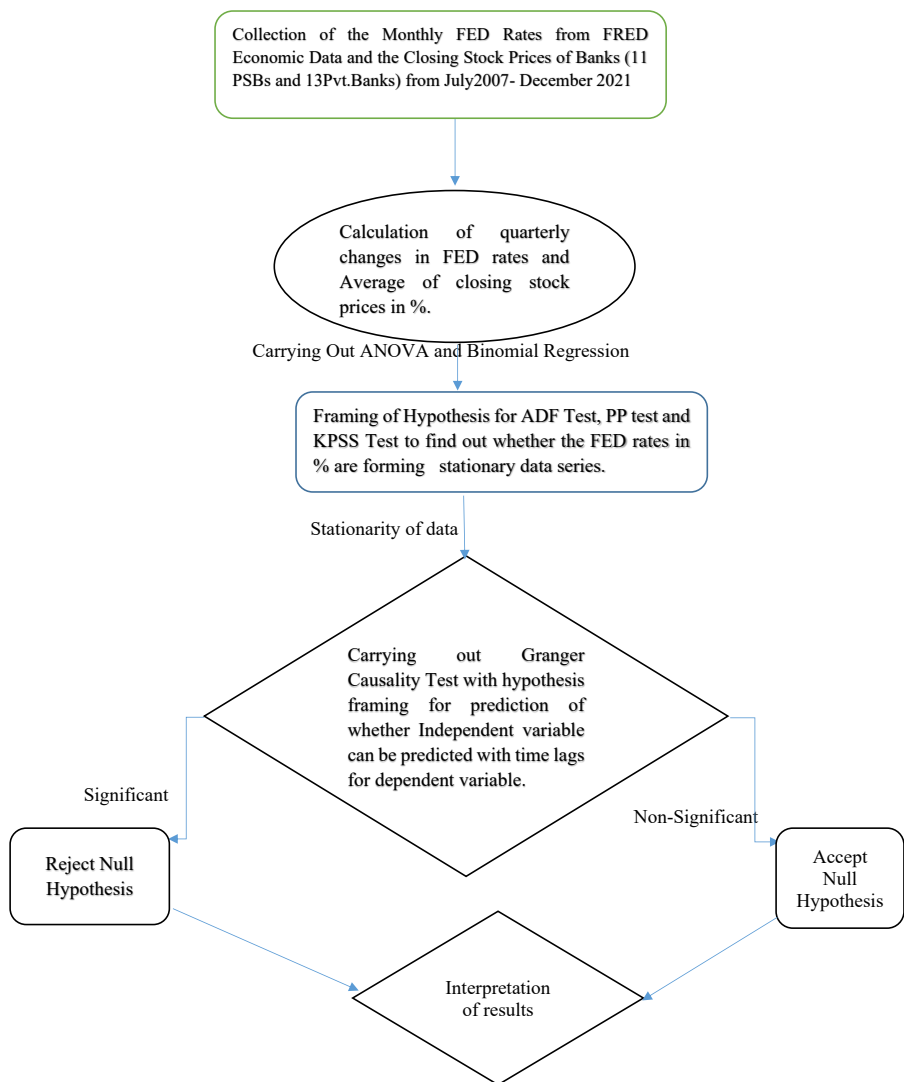 Collection of the Monthly FED Rates from FRED
Economic Data and the Closing Stock Prices of Banks (11
PSBs and 13Pvt.Banks) from July2007- December 2021
Calculation of quarterly
changes in FED rates and
Average of closing stock
prices in %.
Carrying Out ANOVA and Binomial Regression
Framing of Hypothesis for ADF Test, PP test and
KPSS Test to find out whether the FED rates in
% are forming stationary data series.
Stationarity of data
Carrying out Granger
Causality Test with hypothesis
framing for prediction of
whether Independent variable
can be predicted with time lags
for dependent variable.
Significant
Non-Significant
Reject Null
Hypothesis
Accept
Null
Hypothesis
Interpretation
of results